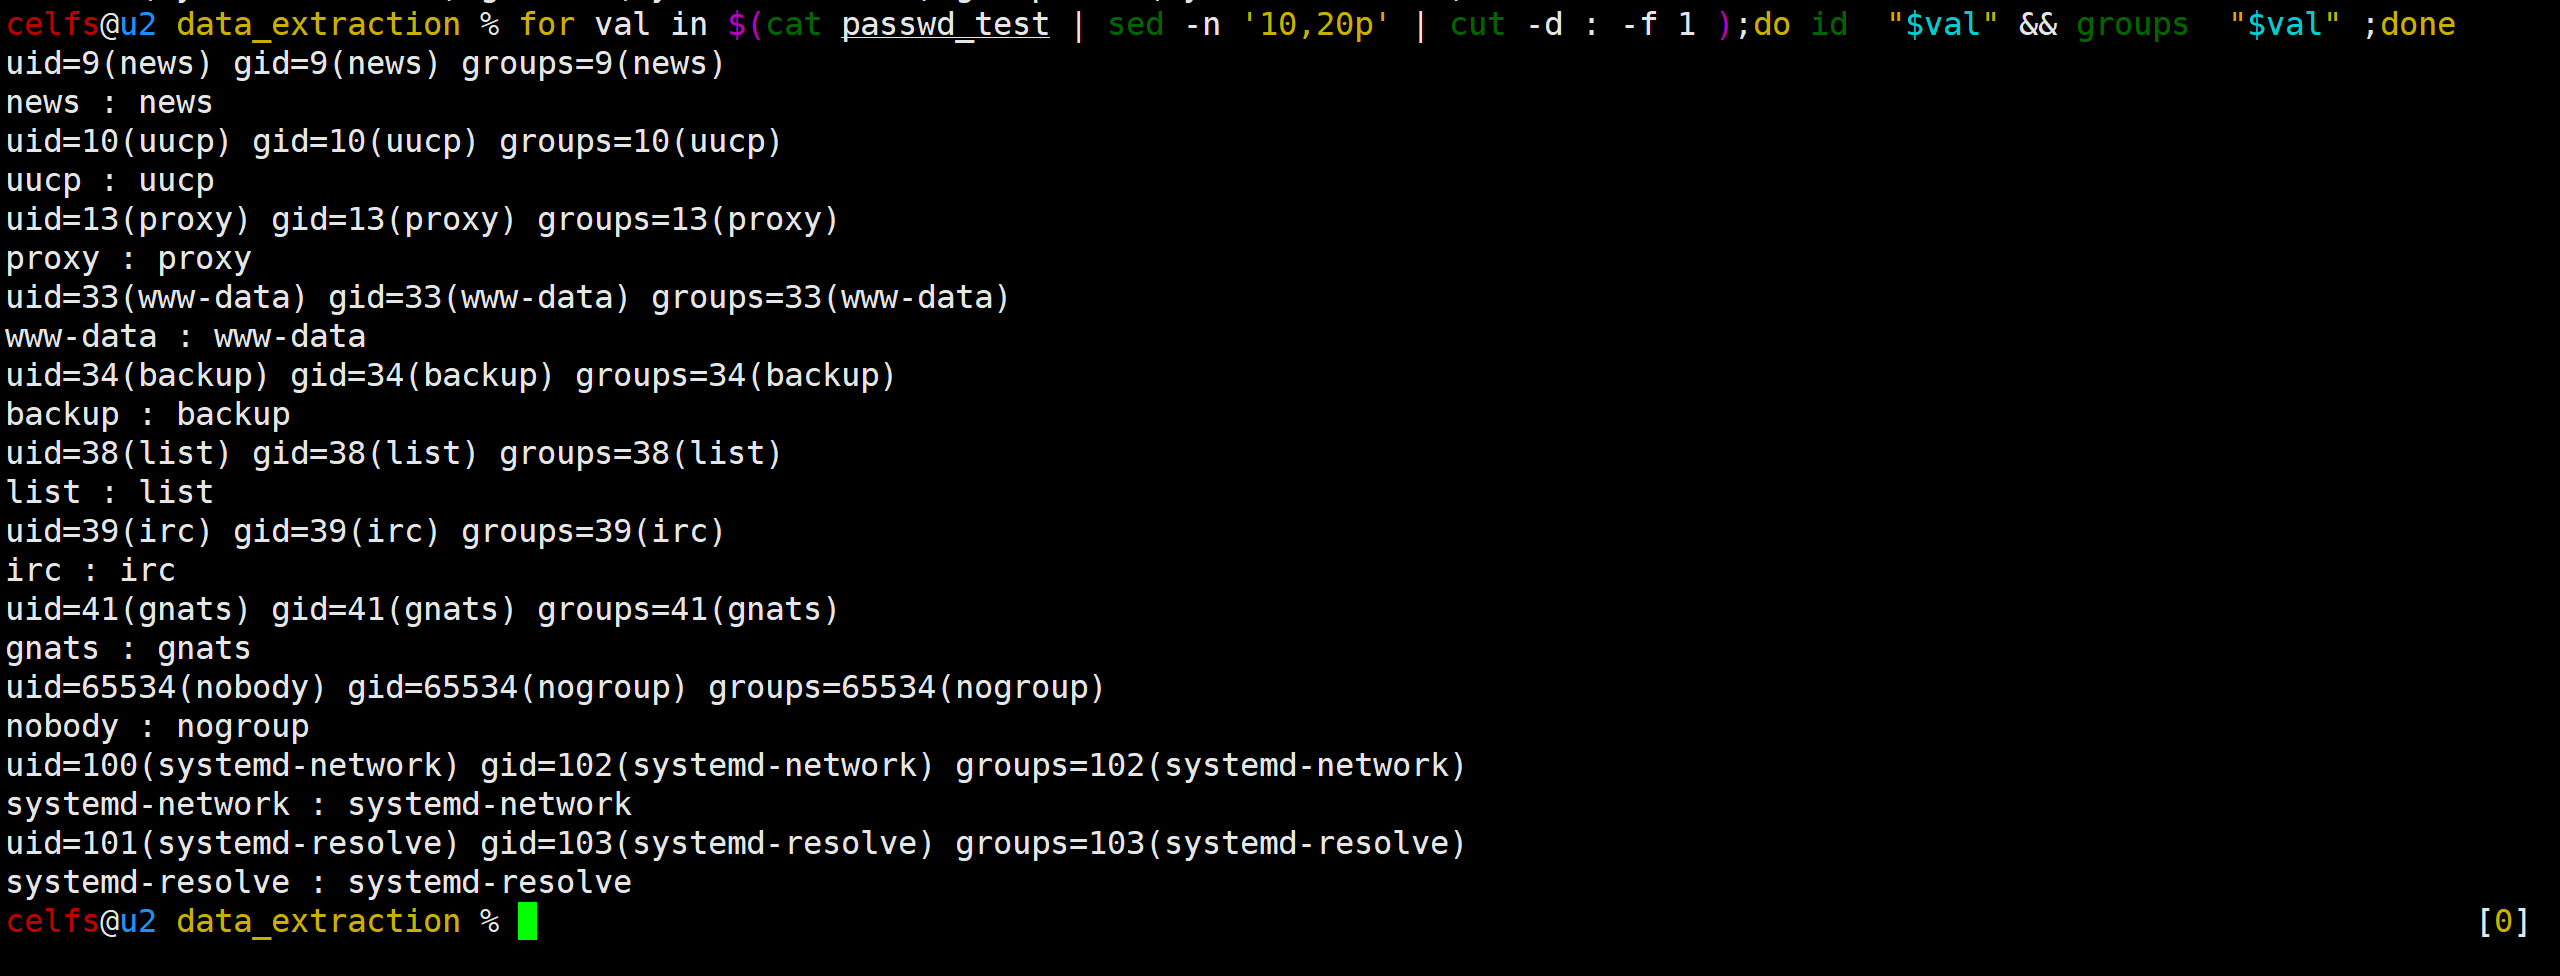 celfs@u2 data_extraction % for val in $(cat passwd_test | sed -n '10,20p' | cut -d : -f 1 );do id  "$val" && groups  "$val" ;done
uid=9(news) gid=9(news) groups=9(news)
news : news
uid=10(uucp) gid=10(uucp) groups=10(uucp)
uucp : uucp
uid=13(proxy) gid=13(proxy) groups=13(proxy)
proxy : proxy
uid=33(www-data) gid=33(www-data) groups=33(www-data)
www-data : www-data
uid=34(backup) gid=34(backup) groups=34(backup)
backup : backup
uid=38(list) gid=38(list) groups=38(list)
list : list
uid=39(irc) gid=39(irc) groups=39(irc)
irc : irc
uid=41(gnats) gid=41(gnats) groups=41(gnats)
gnats : gnats
uid=65534(nobody) gid=65534(nogroup) groups=65534(nogroup)
nobody : nogroup
uid=100(systemd-network) gid=102(systemd-network) groups=102(systemd-network)
systemd-network : systemd-network
uid=101(systemd-resolve) gid=103(systemd-resolve) groups=103(systemd-resolve)
systemd-resolve : systemd-resolve
celfs@u2 data_extraction % [0]